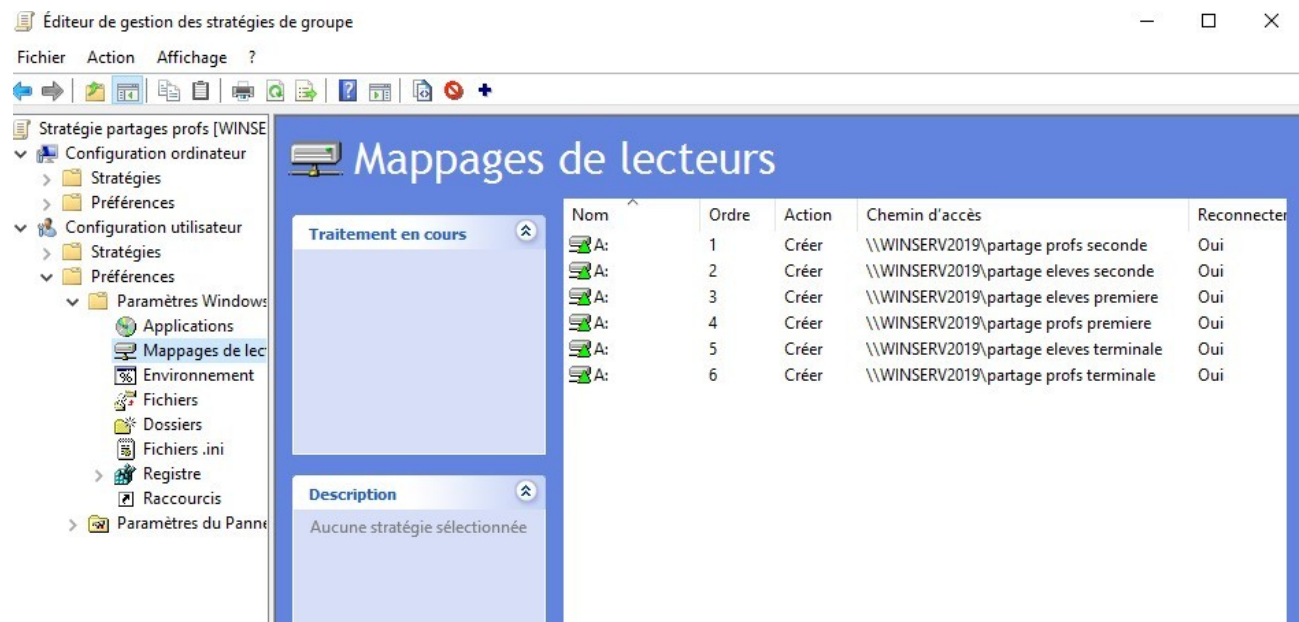 Éditeur de gestion des stratégies de groupe
Fichier Action Affichage ?
Stratégie partages profs [WINSE
Configuration ordinateur
Stratégies
Préférences
Configuration utilisateur
Stratégies
Préférences
Paramètres Windows
Applications
Mappages de lec
Environnement
Fichiers
Dossiers
Fichiers .ini
Registre
Raccourcis
Paramètres du Panne
Mappages de lecteurs
Traitement en cours
Description
Aucune stratégie sélectionnée
Nom Ordre Action Chemin d'accès Reconnecter
A: 1 Créer \\WINSERV2019\partage profs seconde Oui
A: 2 Créer \\WINSERV2019\partage eleves seconde Oui
A: 3 Créer \\WINSERV2019\partage eleves premiere Oui
A: 4 Créer \\WINSERV2019\partage profs premiere Oui
A: 5 Créer \\WINSERV2019\partage eleves terminale Oui
A: 6 Créer \\WINSERV2019\partage profs terminale Oui